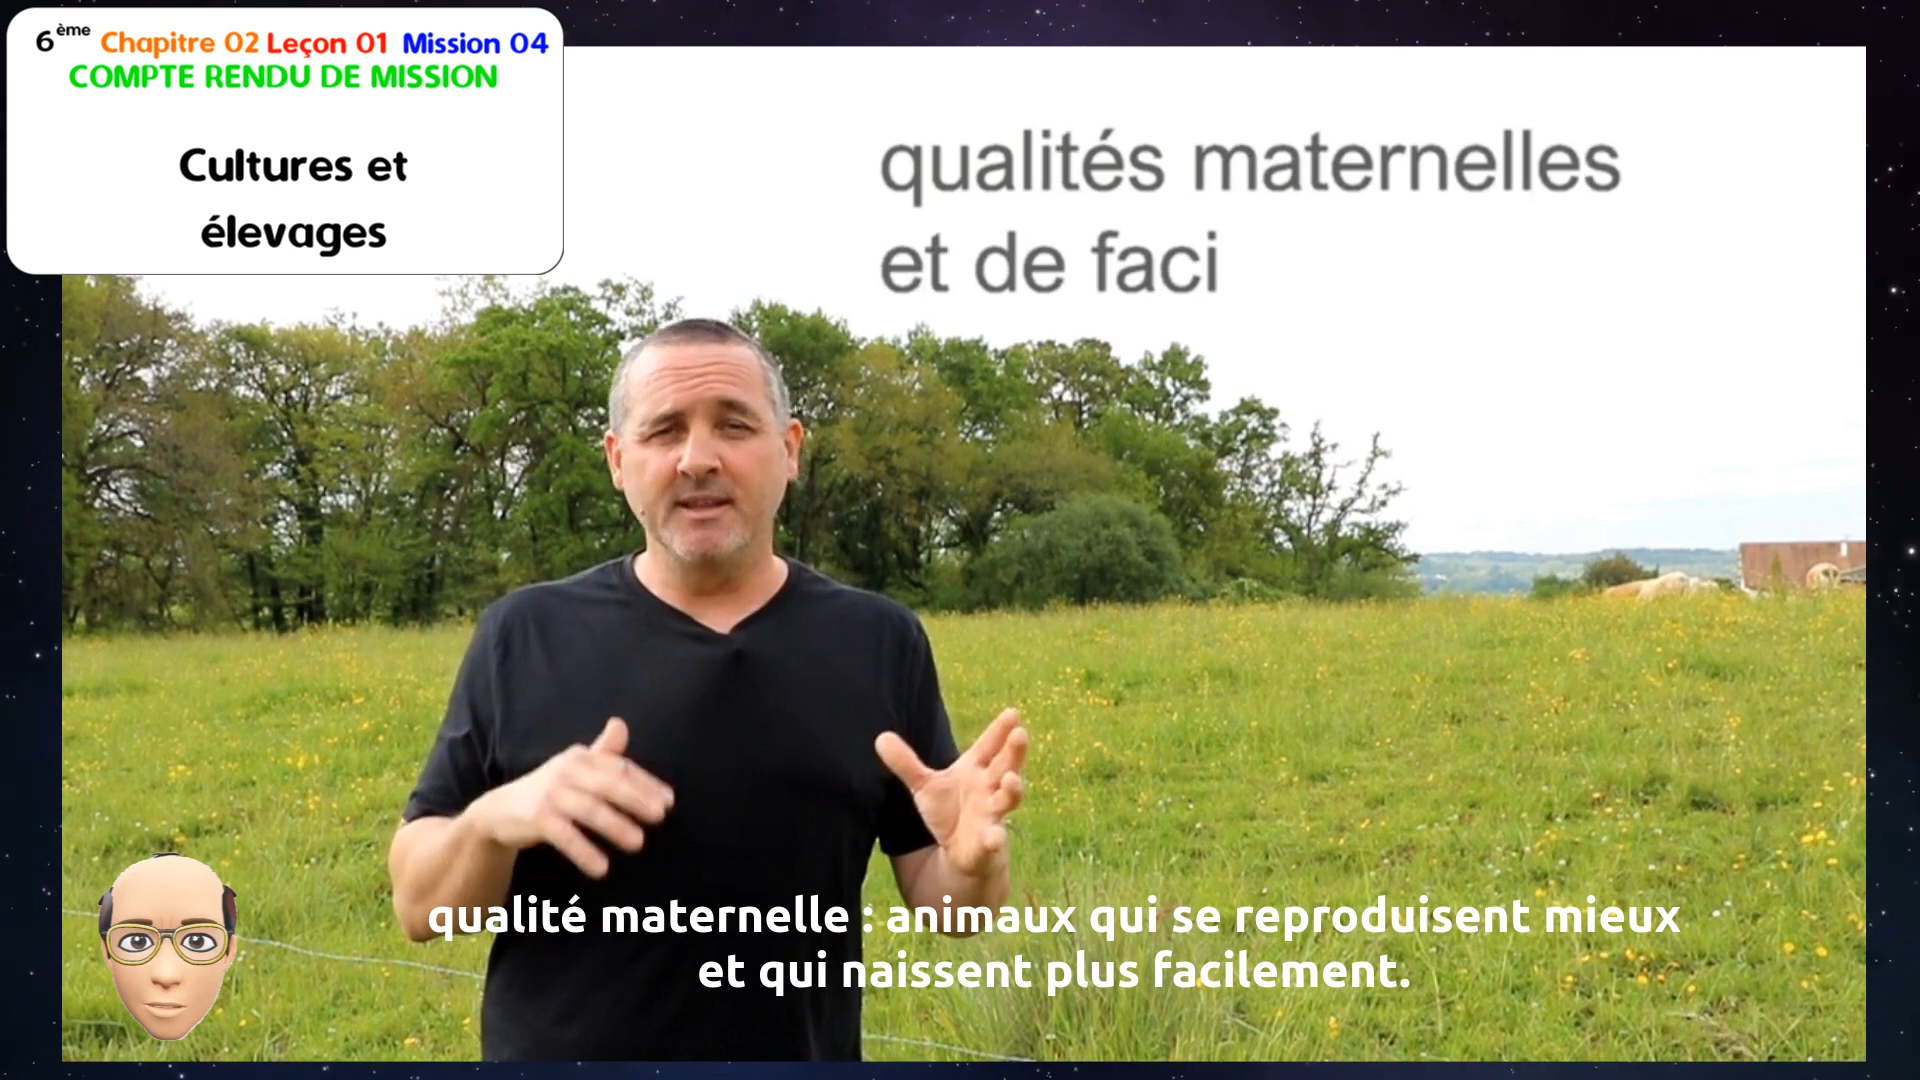 6ème Chapitre 02 Leçon 01 Mission 04
COMPTE RENDU DE MISSION
Cultures et
élevages
qualités maternelles
et de faci
qualité maternelle : animaux qui se reproduisent mieux
et qui naissent plus facilement.